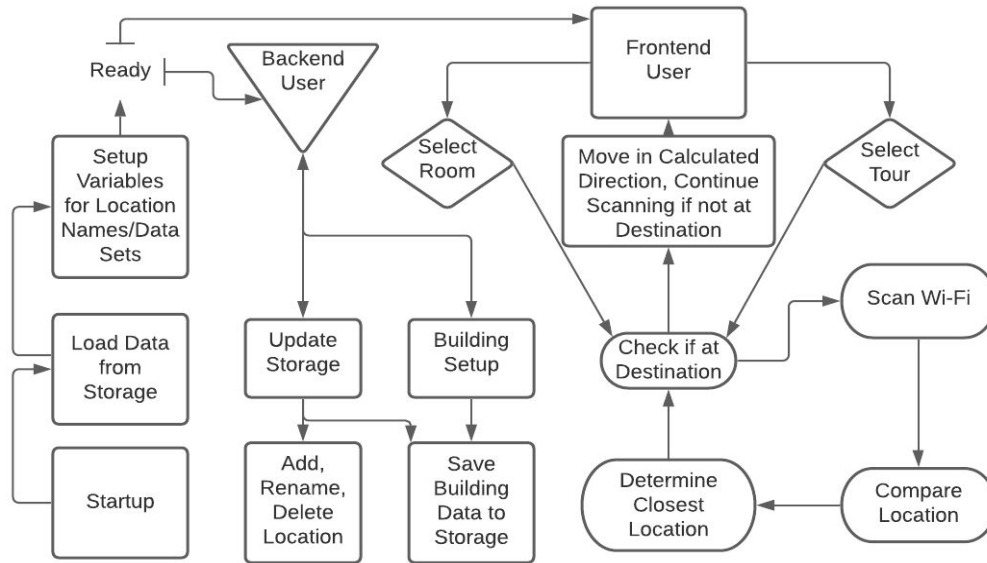 Ready
Backend
User
Frontend
User
Setup
Variables
for Location
Names/Data
Sets
Select
Room
Move in Calculated
Direction, Continue
Scanning if not at
Destination
Select
Tour
Scan Wi-Fi
Load Data
from
Storage
Update
Storage
Building
Setup
Check if at
Destination
Startup
Add,
Rename,
Delete
Location
Save
Building
Data to
Storage
Determine
Closest
Location
Compare
Location